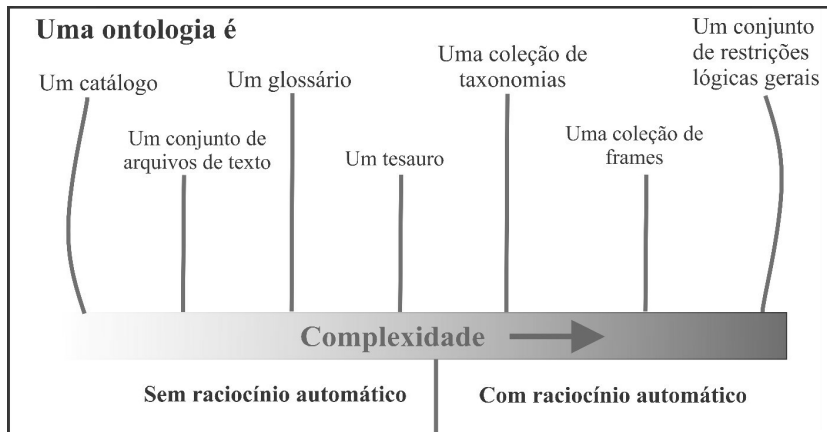 Uma ontologia é
Um catálogo
Um conjunto de
arquivos de texto
Um glossário
Um tesauro
Uma coleção de
taxonomias
Uma coleção de
frames
Um conjunto
de restrições
lógicas gerais
Complexidade
Sem raciocínio automático
Com raciocínio automático